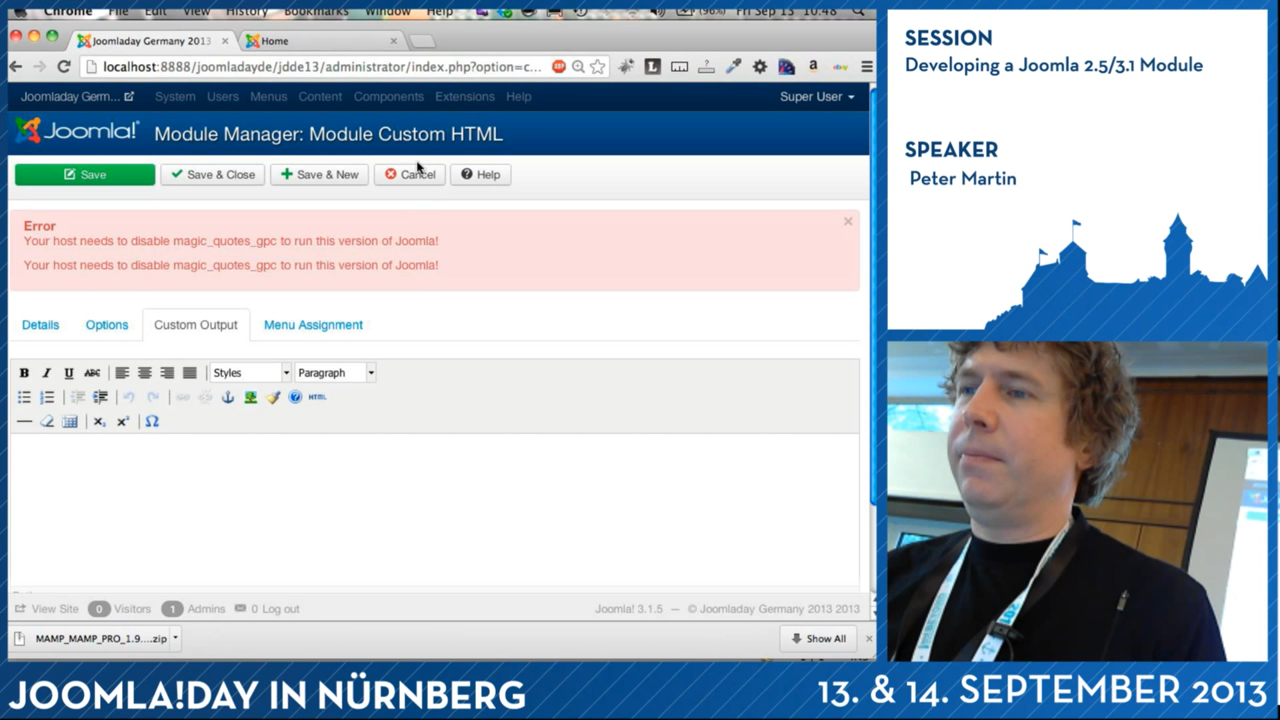 Chrome File Edit View History Bookmarks Window Help (96%) Fri Sep 13 10:48
Joomladay Germany 2013 × Home ×
localhost:8888/joomladayde/jdde13/administrator/index.php?option=c...
Joomladay Germ... System Users Menus Content Components Extensions Help Super User
Joomla! Module Manager: Module Custom HTML
Save Save & Close Save & New Cancel Help
Error ×
Your host needs to disable magic_quotes_gpc to run this version of Joomla!
Your host needs to disable magic_quotes_gpc to run this version of Joomla!
Details Options Custom Output Menu Assignment
B I U ABC Styles Paragraph
HTML
View Site 0 Visitors 1 Admins 0 Log out Joomla! 3.1.5 — © Joomladay Germany 2013 2013
MAMP_MAMP_PRO_1.9....zip Show All ×
SESSION
Developing a Joomla 2.5/3.1 Module
SPEAKER
Peter Martin
JOOMLA!DAY IN NÜRNBERG
13. & 14. SEPTEMBER 2013